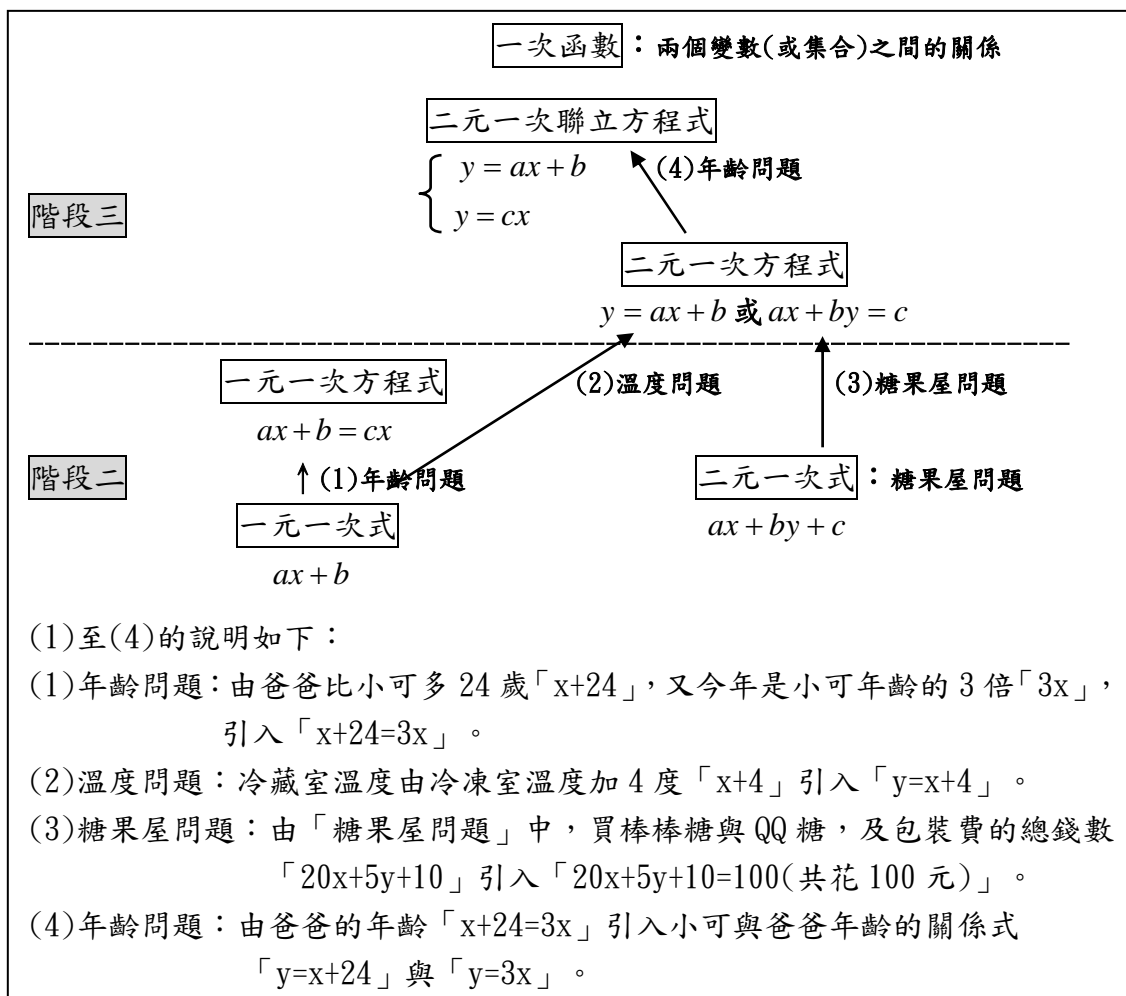 一次函數：兩個變數(或集合)之間的關係
二元一次聯立方程式
y = ax + b
(4)年齡問題
y = cx
階段三
二元一次方程式
y = ax + b 或 ax + by = c
一元一次方程式
(2)溫度問題
(3)糖果屋問題
ax + b = cx
階段二
(1)年齡問題
二元一次式：糖果屋問題
一元一次式
ax + by + c
ax + b
(1)至(4)的說明如下：
(1)年齡問題：由爸爸比小可多 24 歲「x+24」，又今年是小可年齡的 3 倍「3x」，
引入「x+24=3x」。
(2)溫度問題：冷藏室溫度由冷凍室溫度加 4 度「x+4」引入「y=x+4」。
(3)糖果屋問題：由「糖果屋問題」中，買棒棒糖與 QQ 糖，及包裝費的總錢數
「20x+5y+10」引入「20x+5y+10=100(共花 100 元)」。
(4)年齡問題：由爸爸的年齡「x+24=3x」引入小可與爸爸年齡的關係式
「y=x+24」與「y=3x」。